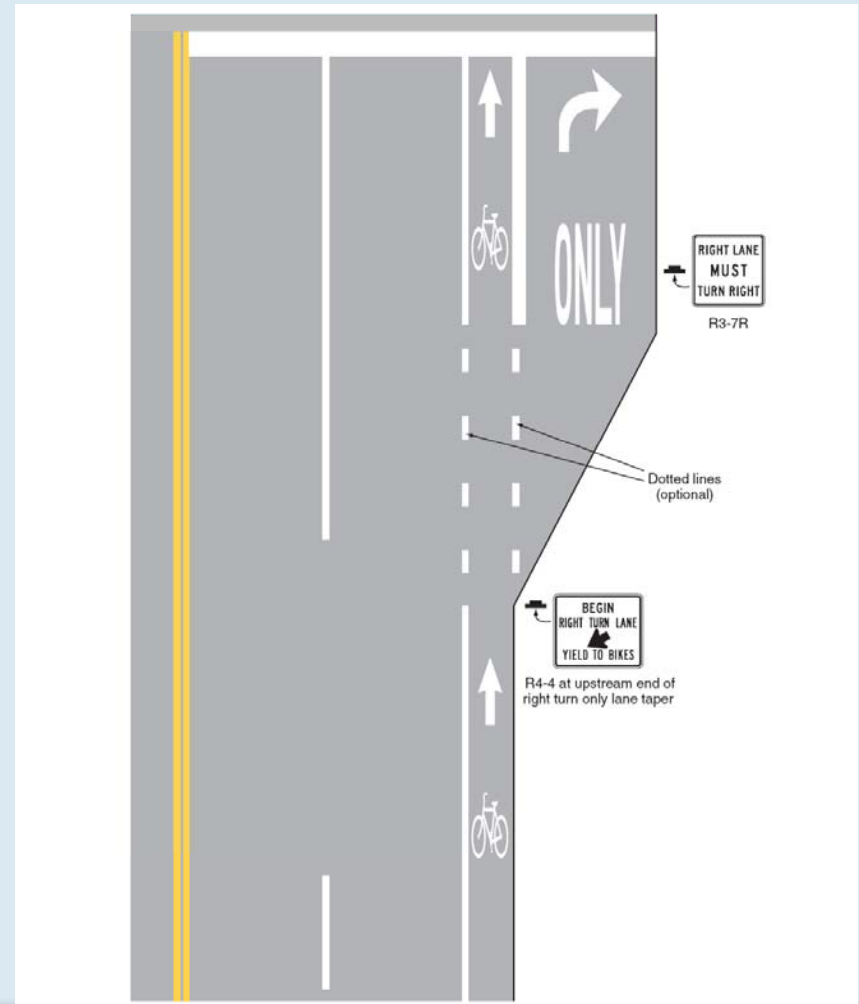 ONLY
RIGHT LANE
MUST
TURN RIGHT
R3-7R
Dotted lines
(optional)
BEGIN
RIGHT TURN LANE
YIELD TO BIKES
R4-4 at upstream end of
right turn only lane taper